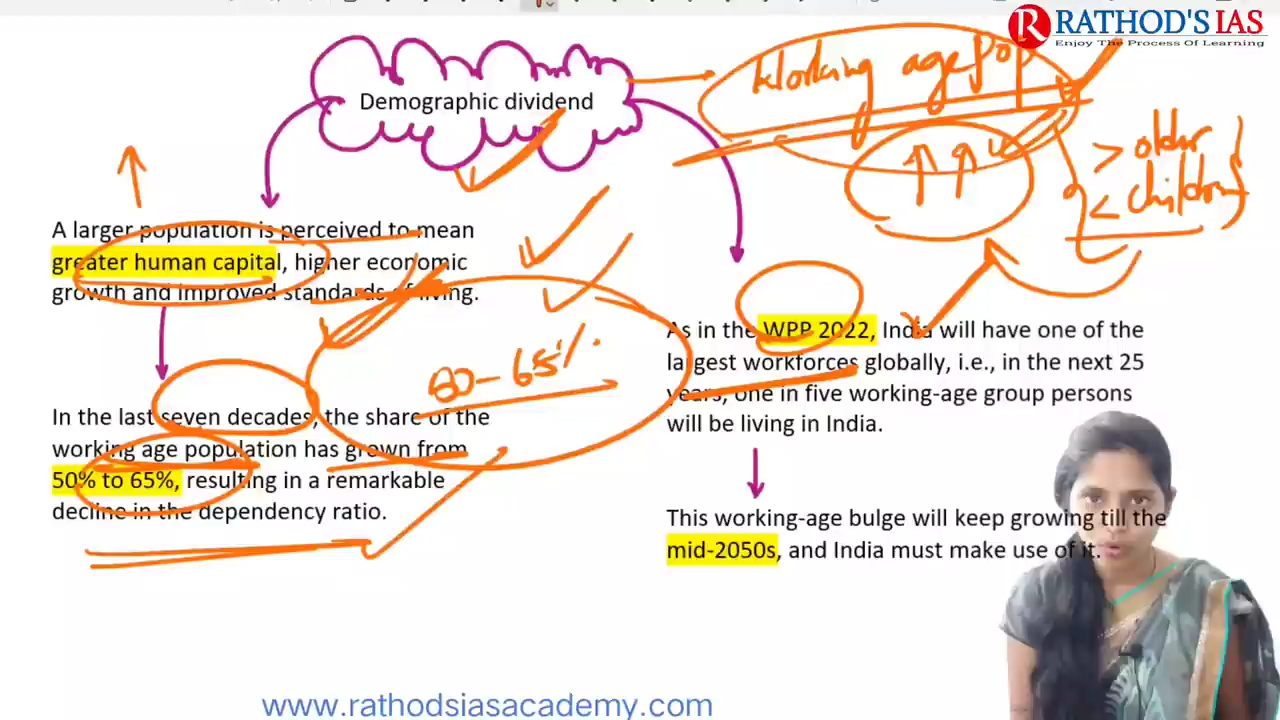 RATHOD'S IAS
Enjoy The Process Of Learning
Demographic dividend
Working age pop
> older
< children
A larger population is perceived to mean
greater human capital, higher economic
growth and improved standards of living.
60-65%
In the last seven decades, the share of the
working age population has grown from
50% to 65%, resulting in a remarkable
decline in the dependency ratio.
As in the WPP 2022, India will have one of the
largest workforces globally, i.e., in the next 25
years, one in five working-age group persons
will be living in India.
This working-age bulge will keep growing till the
mid-2050s, and India must make use of it.
www.rathodsiasacademy.com